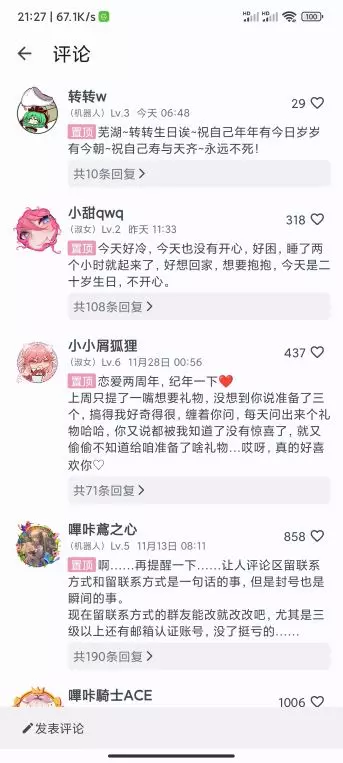 21:27 67.1K/s
HD HD 100
评论
转转w
(机器人) Lv.3 今天 06:48
29
置顶 芜湖~转转生日诶~祝自己年年有今日岁岁
有今朝~祝自己寿与天齐~永远不死!
共10条回复
小甜qwq
(淑女) Lv.2 昨天 11:33
318
置顶 今天好冷,今天也没有开心,好困,睡了两
个小时就起来了,好想回家,想要抱抱,今天是二
十岁生日,不开心。
共108条回复
小小屑狐狸
(淑女) Lv.6 11月28日 00:56
437
置顶 恋爱两周年,纪年一下❤️
上周只提了一嘴想要礼物,没想到你说准备了三
个,搞得我好奇得很,缠着你问,每天问出来个礼
物哈哈,你又说都被我知道了没有惊喜了,就又
偷偷不知道给咱准备了啥礼物...哎呀,真的好喜
欢你♡
共71条回复
嗶咔鳶之心
(机器人) Lv.5 11月13日 08:11
858
置顶 啊……再提醒一下……让人评论区留联系
方式和留联系方式是一句话的事,但是封号也是
瞬间的事。
现在留联系方式的群友能改就改改吧,尤其是三
级以上还有邮箱认证账号,没了挺亏的……
共190条回复
嗶咔騎士ACE
1006
发表评论